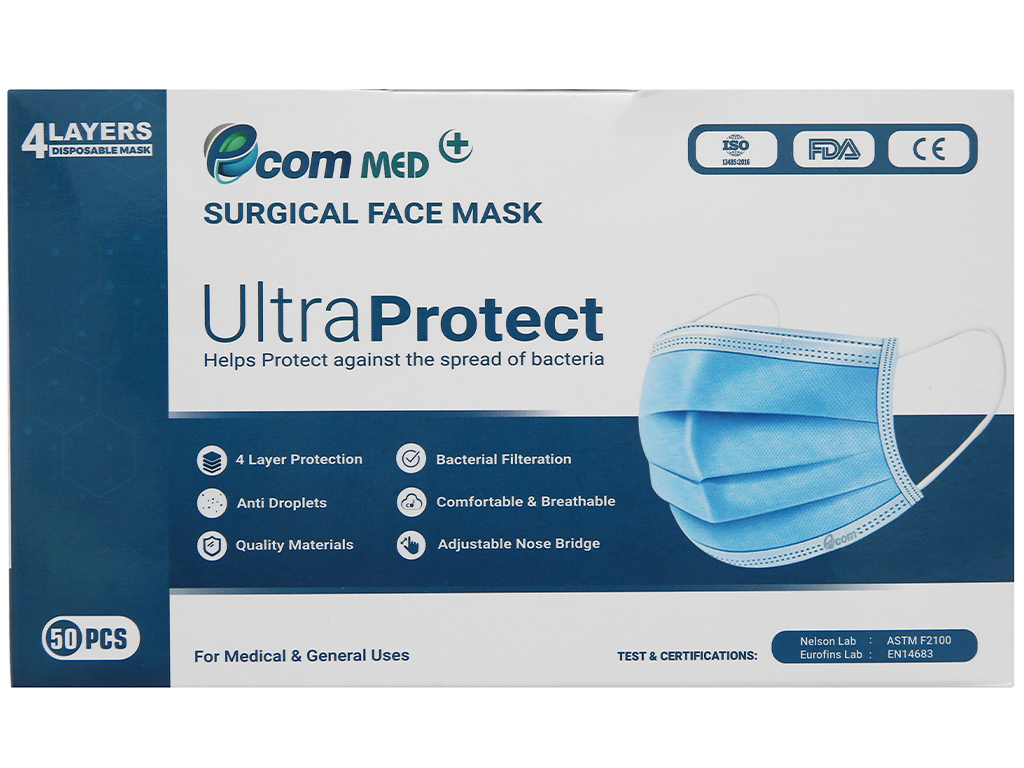 4 LAYERS
DISPOSABLE MASK
ecom MED
SURGICAL FACE MASK
ISO
13485:2016
FDA
CE
UltraProtect
Helps Protect against the spread of bacteria
4 Layer Protection
Bacterial Filteration
Anti Droplets
Comfortable & Breathable
Quality Materials
Adjustable Nose Bridge
ecom
50 PCS
For Medical & General Uses
TEST & CERTIFICATIONS:
Nelson Lab : ASTM F2100
Eurofins Lab : EN14683